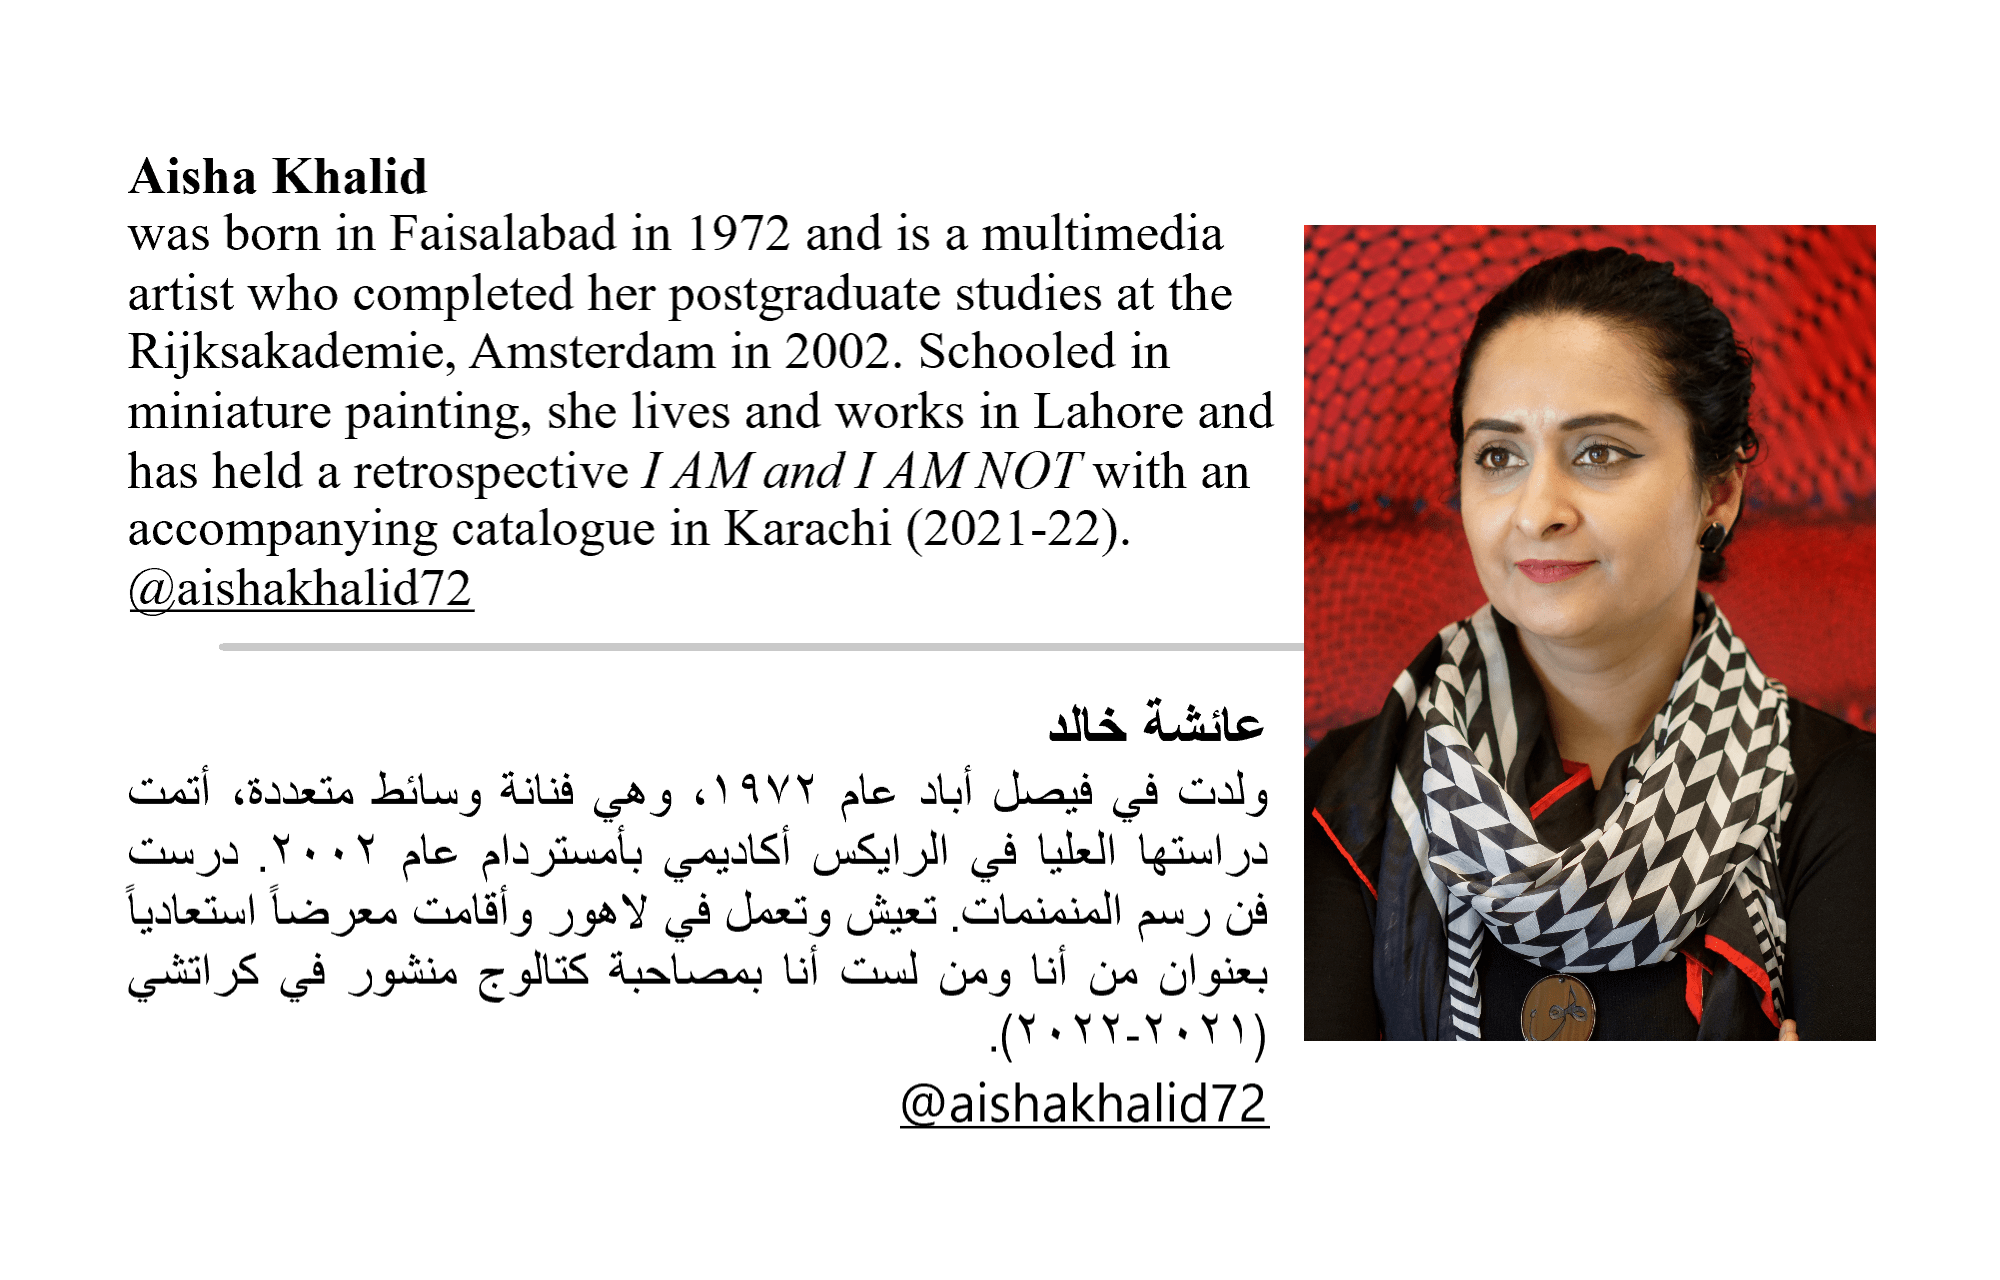 Aisha Khalid
was born in Faisalabad in 1972 and is a multimedia
artist who completed her postgraduate studies at the
Rijksakademie, Amsterdam in 2002. Schooled in
miniature painting, she lives and works in Lahore and
has held a retrospective I AM and I AM NOT with an
accompanying catalogue in Karachi (2021-22).
@aishakhalid72
عائشة خالد
ولدت في فيصل أباد عام ١٩٧٢، وهي فنانة وسائط متعددة، أتمت
دراستها العليا في الرايكس أكاديمي بأمستردام عام ٢٠٠٢. درست
فن رسم المنمنمات. تعيش وتعمل في لاهور وأقامت معرضاً استعادياً
بعنوان من أنا ومن لست أنا بمصاحبة كتالوج منشور في كراتشي
(٢٠٢١-٢٠٢٢).
@aishakhalid72